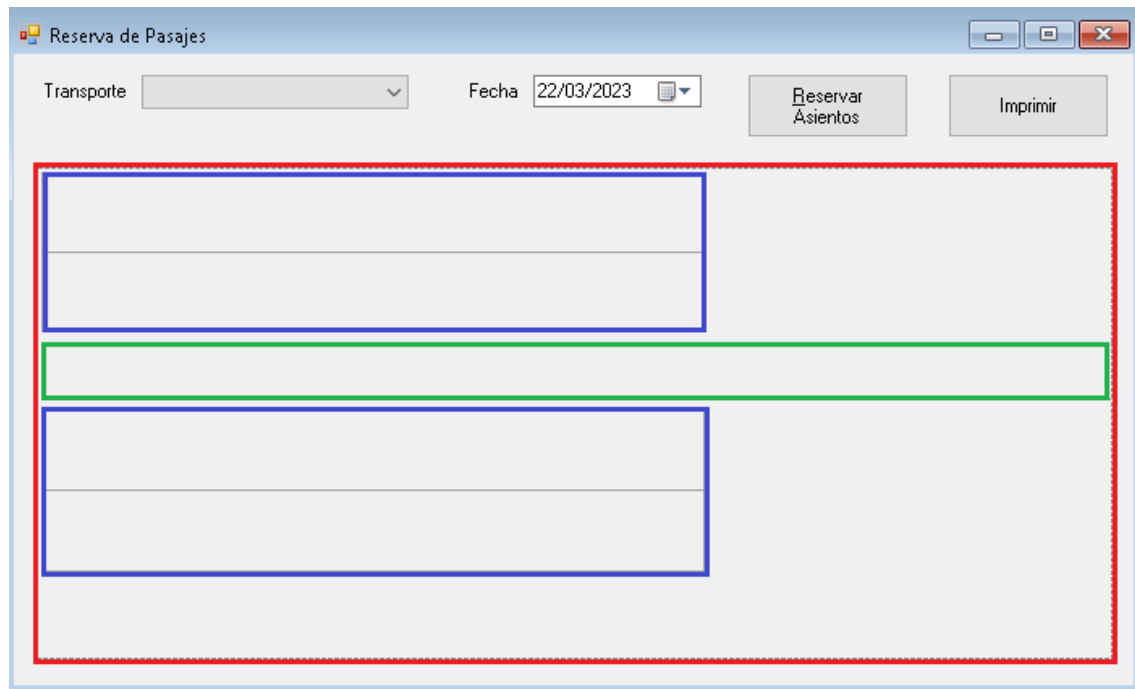 Reserva de Pasajes
Transporte
Fecha 22/03/2023
Reservar
Asientos
Imprimir